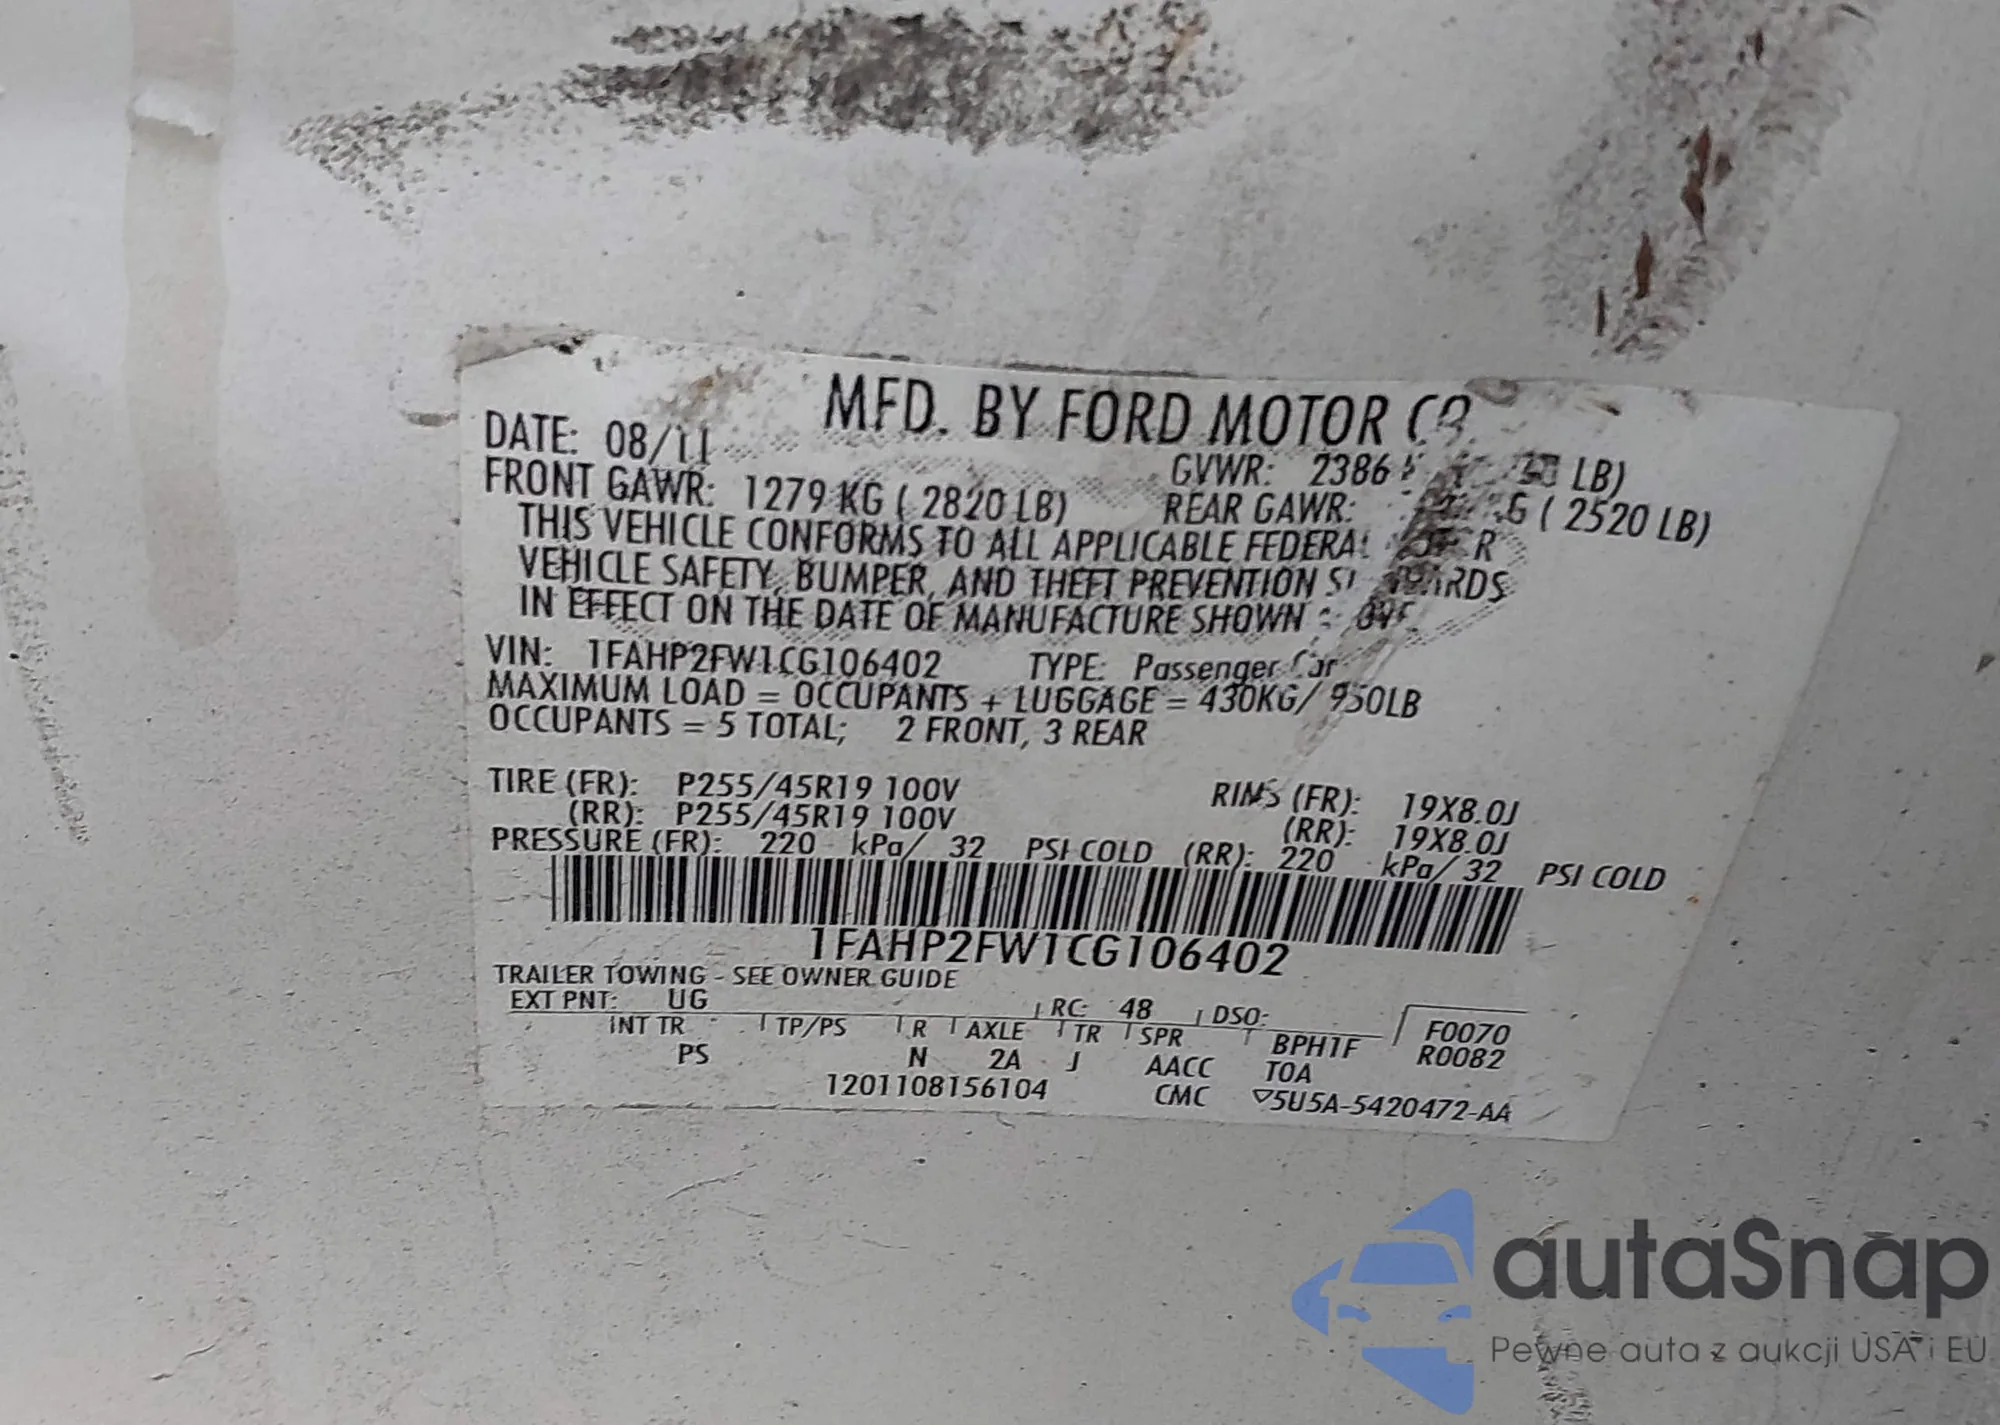 MFD. BY FORD MOTOR CO
DATE: 08/11
GVWR: 2386 LB)
FRONT GAWR: 1279 KG ( 2820 LB)
REAR GAWR: ( 2520 LB)
THIS VEHICLE CONFORMS TO ALL APPLICABLE FEDERAL
VEHICLE SAFETY, BUMPER, AND THEFT PREVENTION STANDARDS
IN EFFECT ON THE DATE OF MANUFACTURE SHOWN
VIN: 1FAHP2FW1CG106402 TYPE: Passenger Car
MAXIMUM LOAD = OCCUPANTS + LUGGAGE = 430KG/ 950LB
OCCUPANTS = 5 TOTAL; 2 FRONT, 3 REAR
TIRE (FR): P255/45R19 100V RIMS (FR): 19X8.0J
(RR): P255/45R19 100V (RR): 19X8.0J
PRESSURE (FR): 220 kPa/ 32 PSI COLD (RR): 220 kPa/ 32 PSI COLD
1FAHP2FW1CG106402
TRAILER TOWING - SEE OWNER GUIDE
EXT PNT: UG RC: 48 DSO: F0070
INT TR TP/PS R AXLE TR SPR BPH1F R0082
PS N 2A J AACC TOA
1201108156104 CMC ▽5U5A-5420472-AA
autaSnap
Pewne auta z aukcji USA i EU